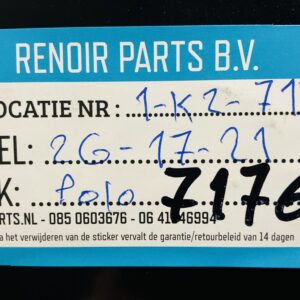 RENOIR PARTS B.V.
OCATIE NR : 1-K2-71
EL: 2G-17-21
K: Polo 7176
RTS.NL - 085 0603676 - 06 41 46994
a het verwijderen van de sticker vervalt de garantie/retourbeleid van 14 dagen